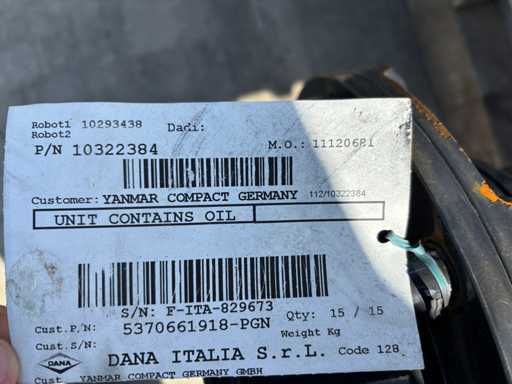 Robot1 10293438 Dadi:
Robot2
P/N 10322384 M.O.: 11120681
Customer: YANMAR COMPACT GERMANY 112/10322384
UNIT CONTAINS OIL
S/N: F-ITA-829673 Qty: 15 / 15
Cust.P/N: 5370661918-PGN Weight Kg
Cust.S/N:
DANA DANA ITALIA S.r.L. Code 128
Cust YANMAR COMPACT GERMANY GMBH